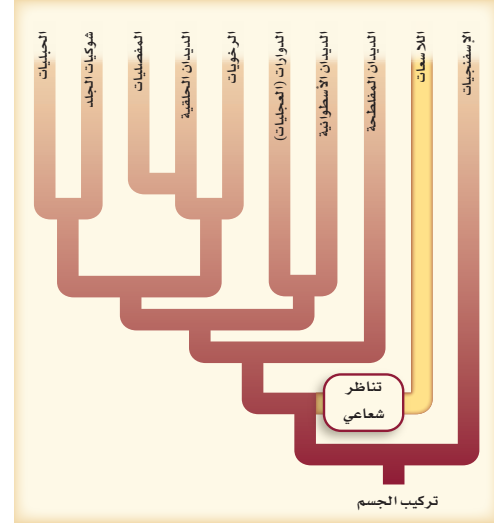 الإسفنجيات
اللاسعات
الديدان المفلطحة
الديدان الأسطوانية
الدوارات (العجليات)
الرخويات
الديدان الحلقية
المفصليات
شوكيات الجلد
الحبليات
تناظر
شعاعي
تركيب الجسم